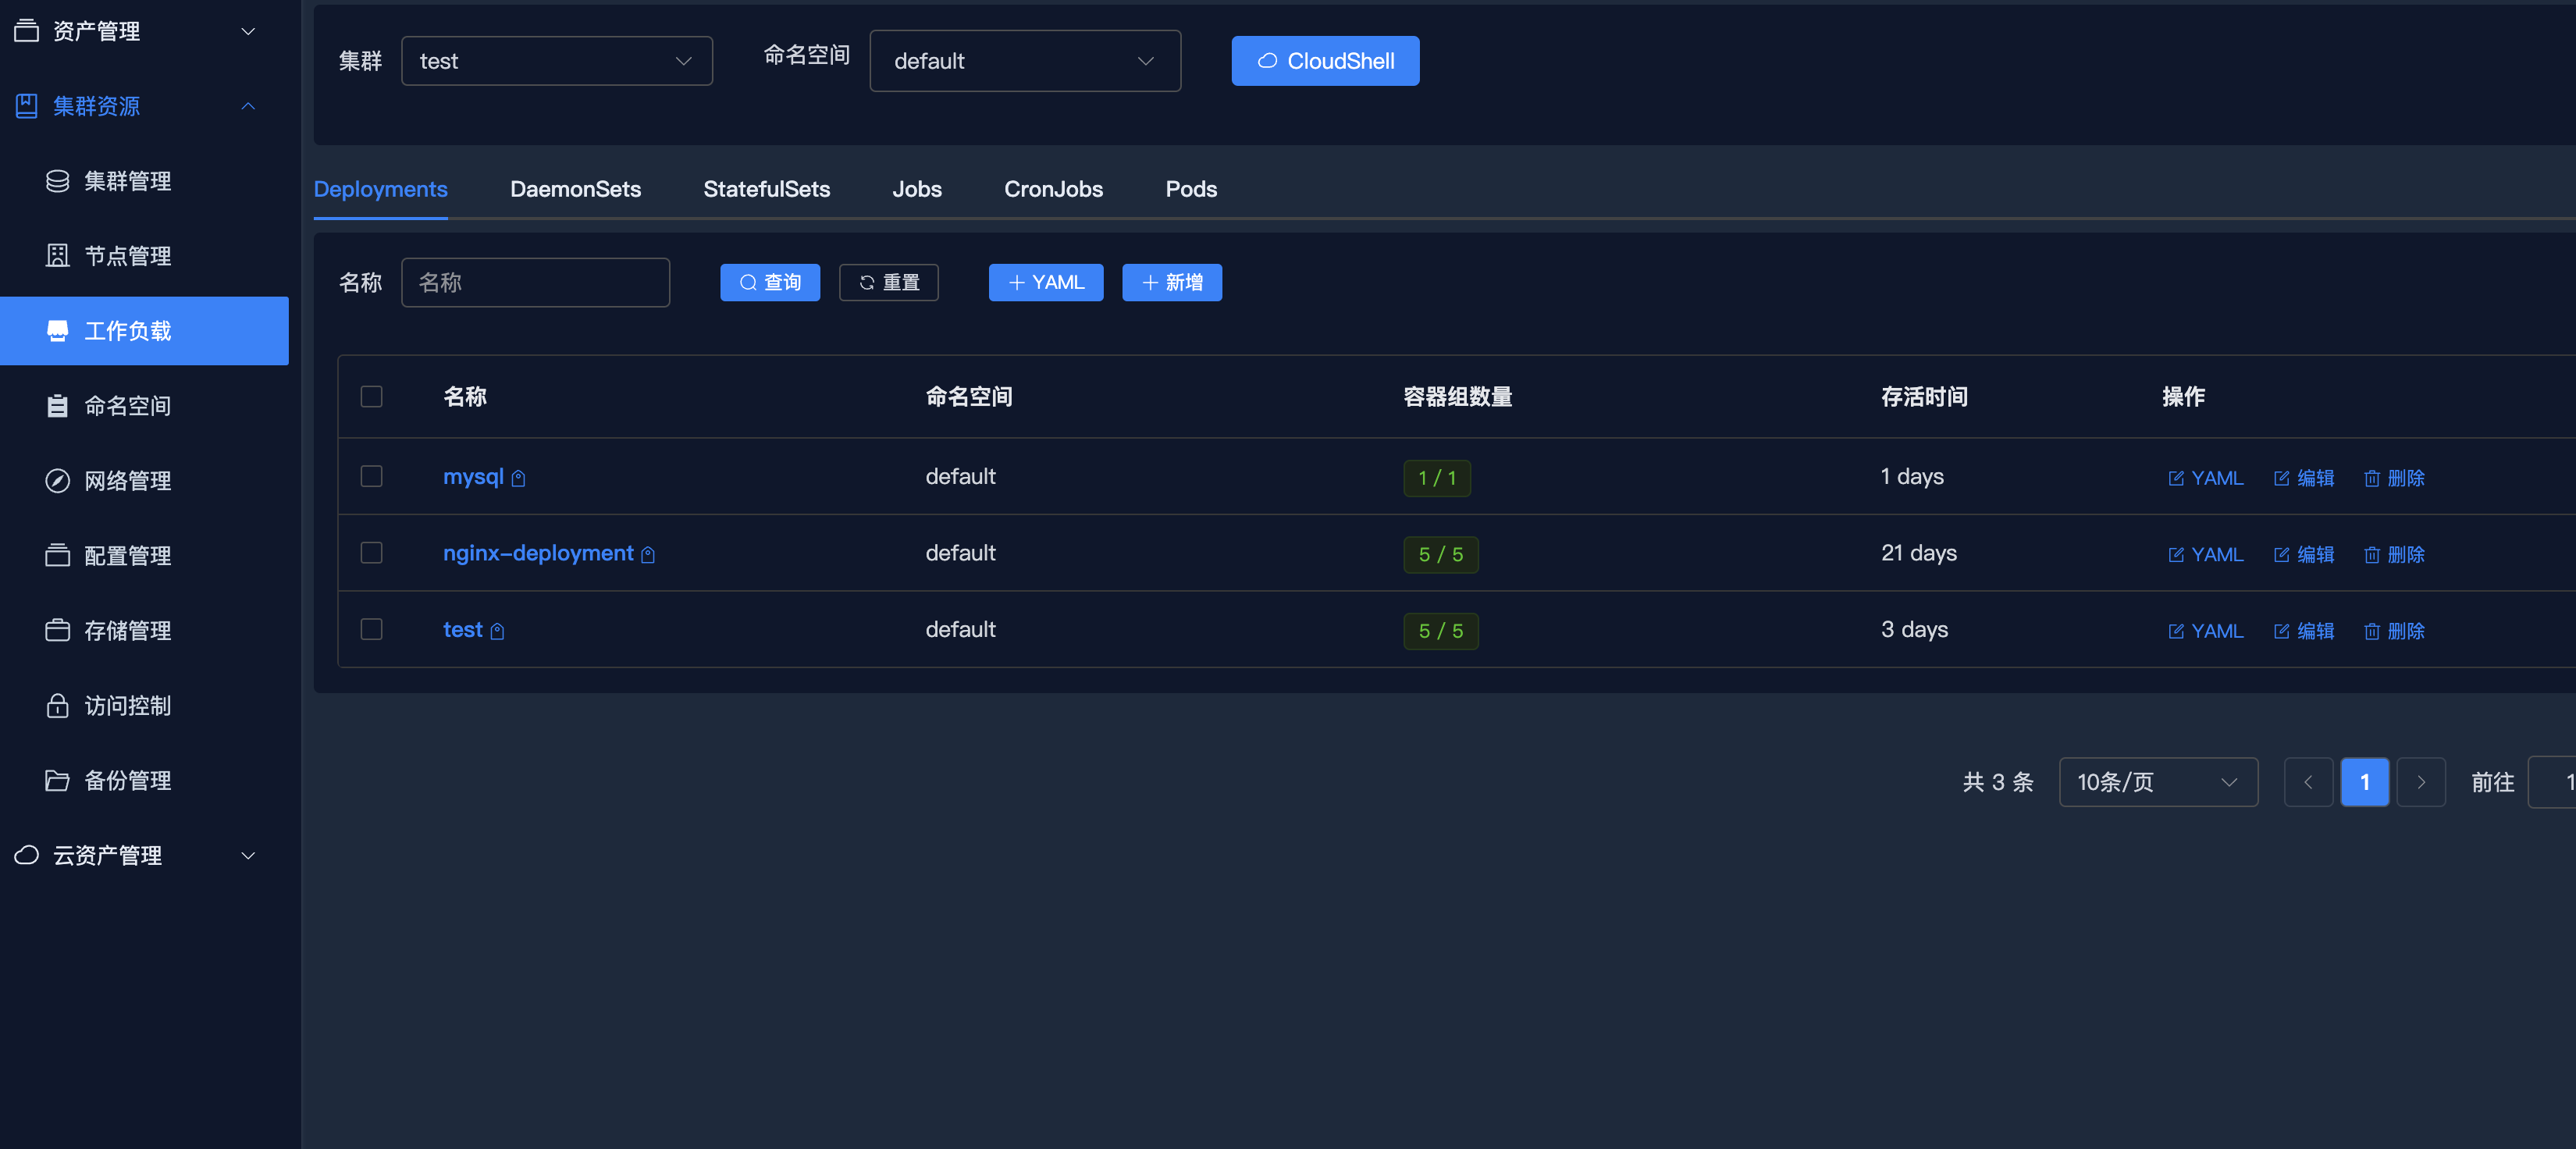 资产管理
集群资源
集群管理
节点管理
工作负载
命名空间
网络管理
配置管理
存储管理
访问控制
备份管理
云资产管理
集群 test 命名空间 default CloudShell
Deployments DaemonSets StatefulSets Jobs CronJobs Pods
名称 名称 查询 重置 YAML 新增
名称 命名空间 容器组数量 存活时间 操作
mysql default 1 / 1 1 days YAML 编辑 删除
nginx-deployment default 5 / 5 21 days YAML 编辑 删除
test default 5 / 5 3 days YAML 编辑 删除
共 3 条 10条/页 1 前往 1